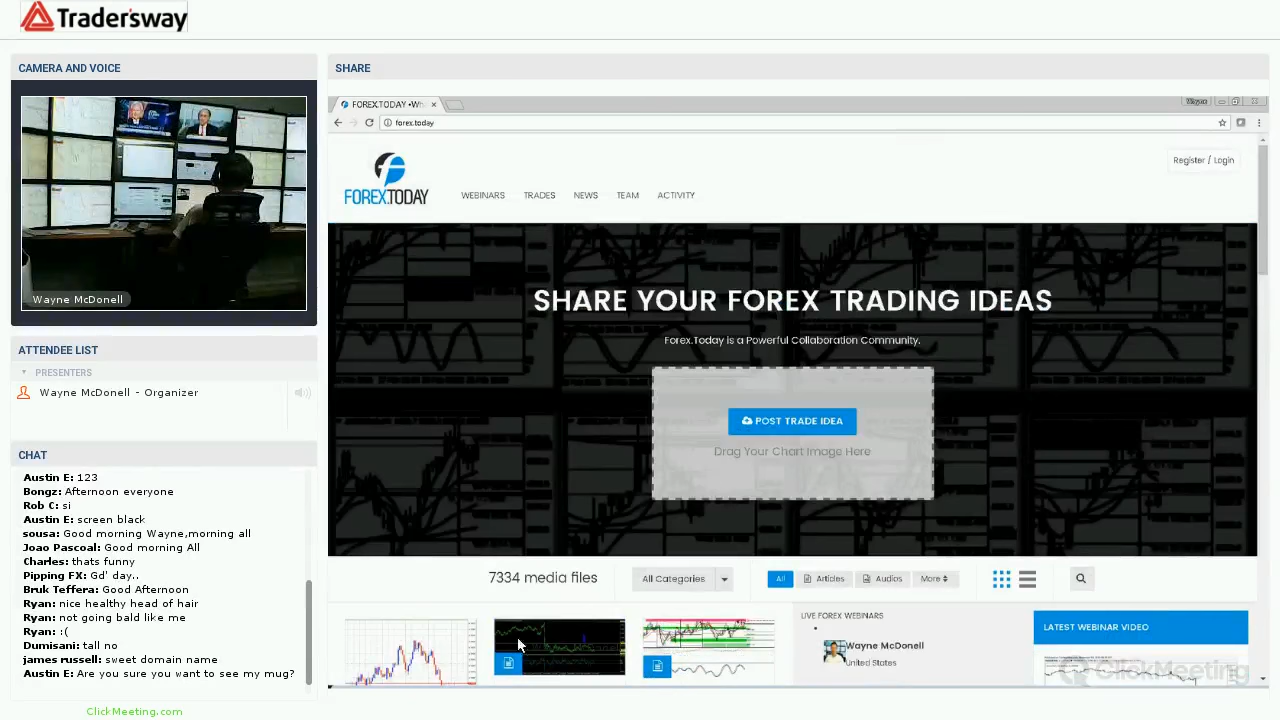 Trader'sway
CAMERA AND VOICE
Wayne McDonell
ATTENDEE LIST
PRESENTERS
Wayne McDonell - Organizer
CHAT
Austin E: 123
Bongz: Afternoon everyone
Rob C: si
Austin E: screen black
sousa: Good morning Wayne,morning all
Joao Pascoal: Good morning All
Charles: thats funny
Pipping FX: Gd' day..
Bruk Teffera: Good Afternoon
Ryan: nice healthy head of hair
Ryan: not going bald like me
Ryan: :(
Dumisani: tall no
james russell: sweet domain name
Austin E: Are you sure you want to see my mug?
ClickMeeting.com
SHARE
FOREX.TODAY •Wh
Wayne
forex.today
FOREX.TODAY
WEBINARS TRADES NEWS TEAM ACTIVITY
Register / Login
SHARE YOUR FOREX TRADING IDEAS
Forex.Today is a Powerful Collaboration Community.
POST TRADE IDEA
Drag Your Chart Image Here
7334 media files
All Categories
All Articles Audios More
LIVE FOREX WEBINARS
Wayne McDonell
United States
LATEST WEBINAR VIDEO
ClickMeeting